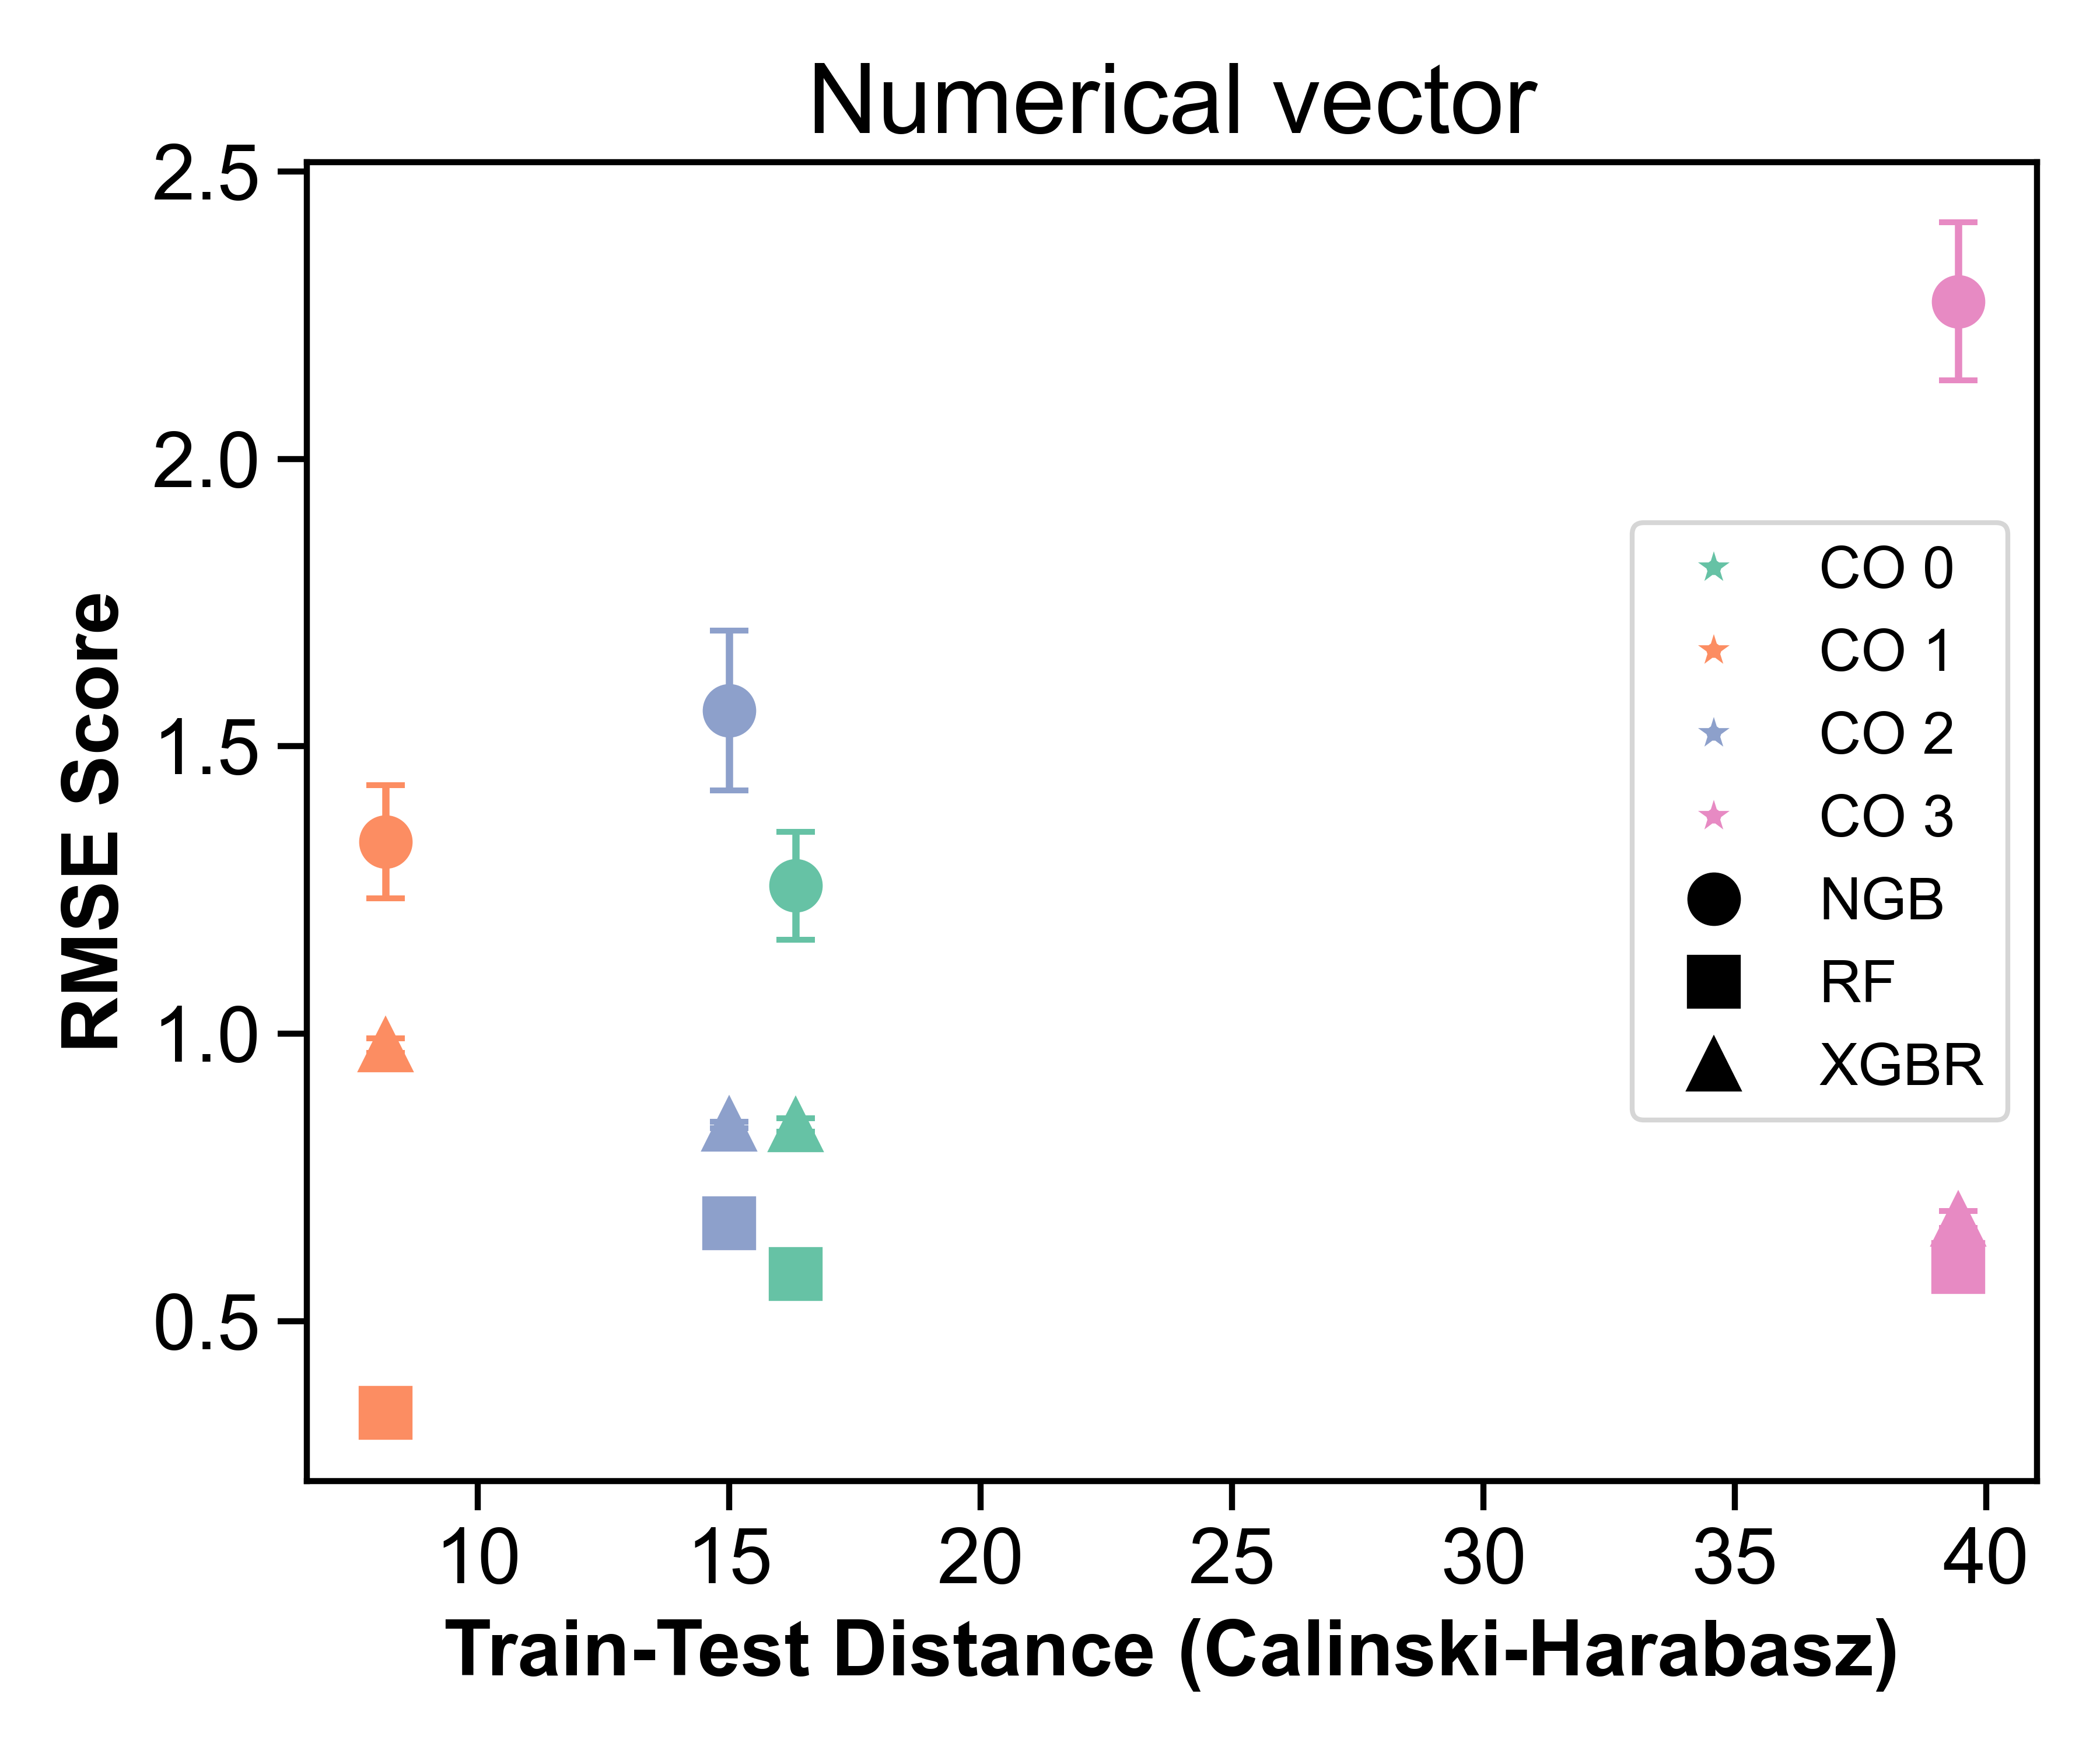 Numerical vector
2.5
2.0
1.5
1.0
0.5
RMSE Score
CO 0
CO 1
CO 2
CO 3
NGB
RF
XGBR
10 15 20 25 30 35 40
Train-Test Distance (Calinski-Harabasz)